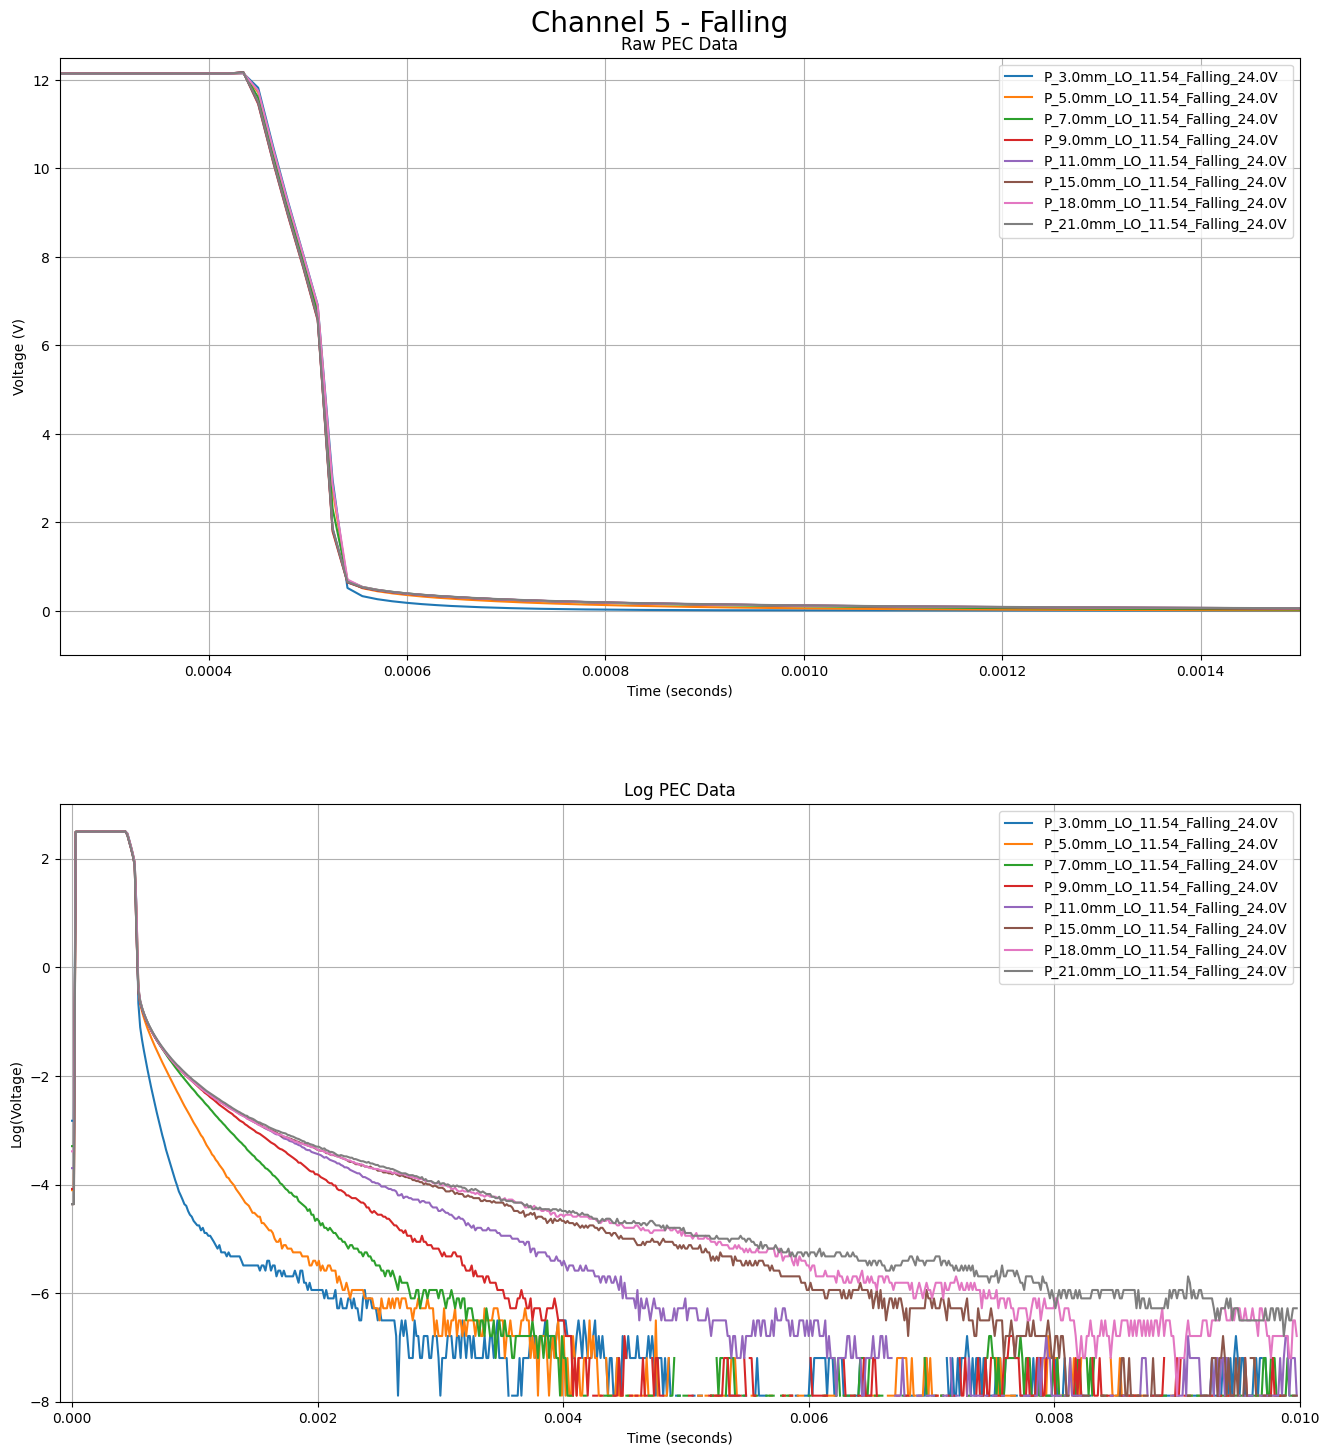 Channel 5 - Falling
Raw PEC Data
12
10
8
6
4
2
0
Voltage (V)
P_3.0mm_LO_11.54_Falling_24.0V
P_5.0mm_LO_11.54_Falling_24.0V
P_7.0mm_LO_11.54_Falling_24.0V
P_9.0mm_LO_11.54_Falling_24.0V
P_11.0mm_LO_11.54_Falling_24.0V
P_15.0mm_LO_11.54_Falling_24.0V
P_18.0mm_LO_11.54_Falling_24.0V
P_21.0mm_LO_11.54_Falling_24.0V
0.0004 0.0006 0.0008 0.0010 0.0012 0.0014
Time (seconds)
Log PEC Data
2
0
−2
−4
−6
−8
Log(Voltage)
P_3.0mm_LO_11.54_Falling_24.0V
P_5.0mm_LO_11.54_Falling_24.0V
P_7.0mm_LO_11.54_Falling_24.0V
P_9.0mm_LO_11.54_Falling_24.0V
P_11.0mm_LO_11.54_Falling_24.0V
P_15.0mm_LO_11.54_Falling_24.0V
P_18.0mm_LO_11.54_Falling_24.0V
P_21.0mm_LO_11.54_Falling_24.0V
0.000 0.002 0.004 0.006 0.008 0.010
Time (seconds)